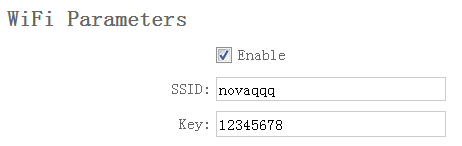 WiFi Parameters
Enable
SSID: novaqqq
Key: 12345678